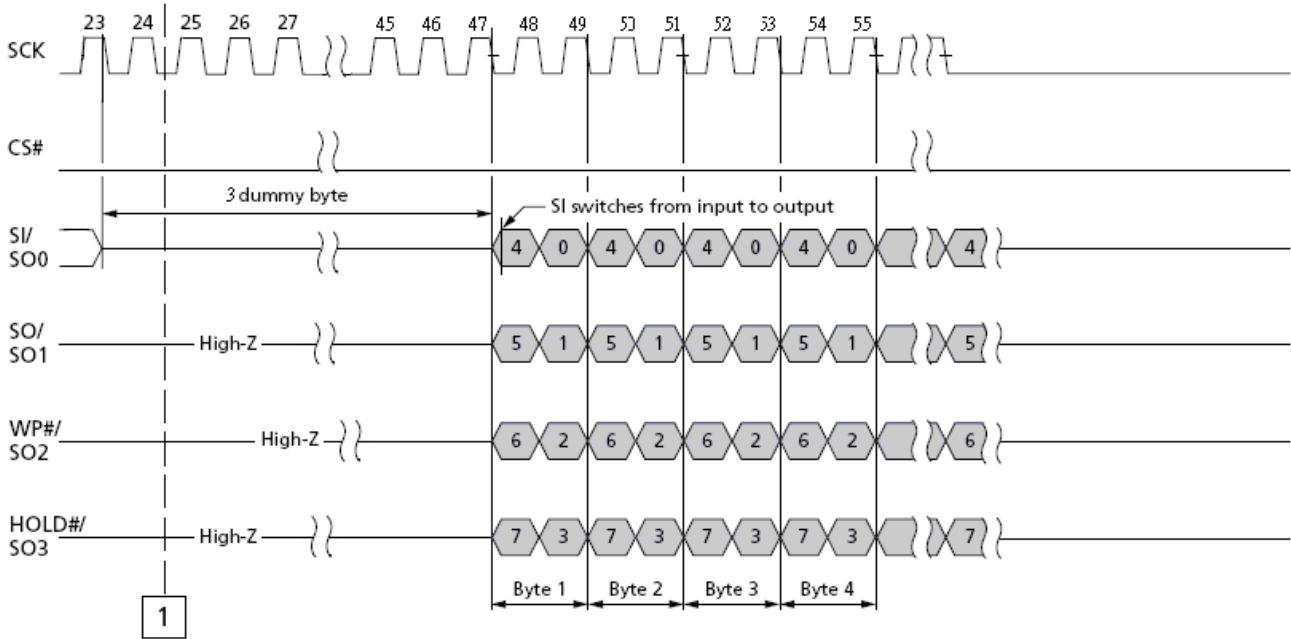 23 24 25 26 27 45 46 47 48 49 50 51 52 53 54 55
SCK
CS#
3 dummy byte
SI switches from input to output
SI/
SO0
4 0 4 0 4 0 4 0 4
SO/
SO1
High-Z
5 1 5 1 5 1 5 1 5
WP#/
SO2
High-Z
6 2 6 2 6 2 6 2 6
HOLD#/
SO3
High-Z
7 3 7 3 7 3 7 3 7
Byte 1 Byte 2 Byte 3 Byte 4
1